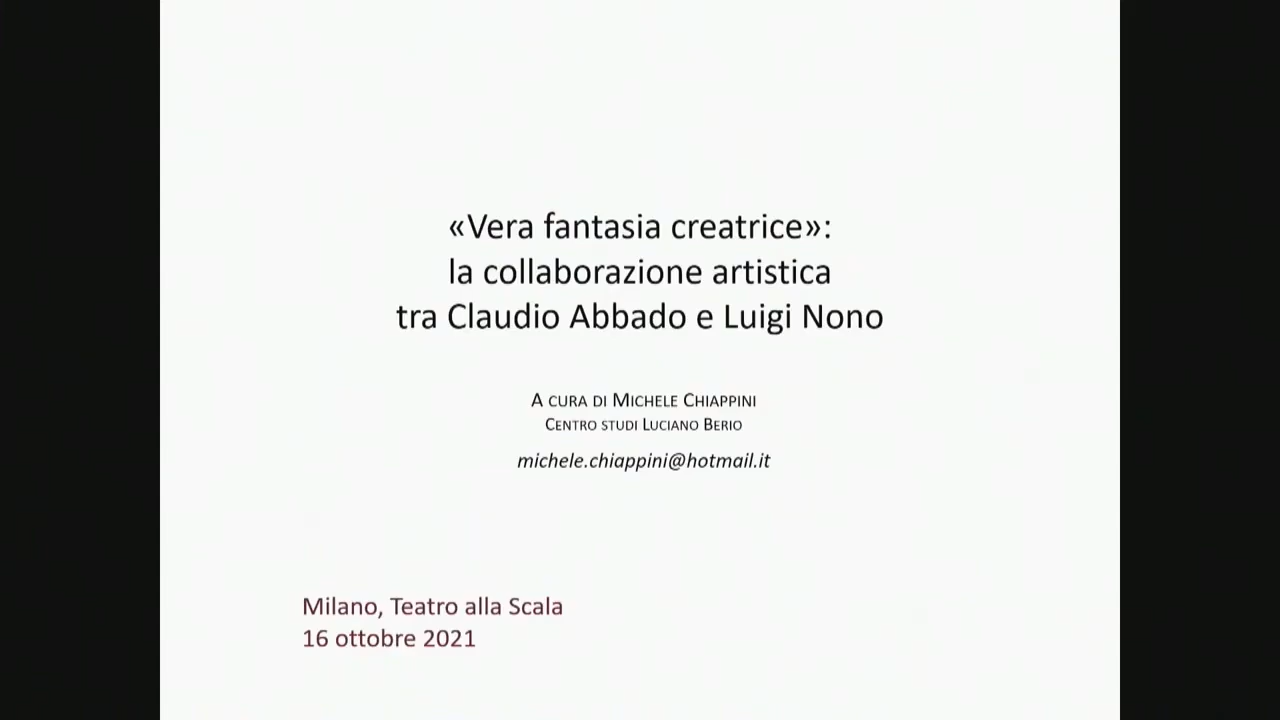 «Vera fantasia creatrice»:
la collaborazione artistica
tra Claudio Abbado e Luigi Nono
A CURA DI MICHELE CHIAPPINI
CENTRO STUDI LUCIANO BERIO
michele.chiappini@hotmail.it
Milano, Teatro alla Scala
16 ottobre 2021